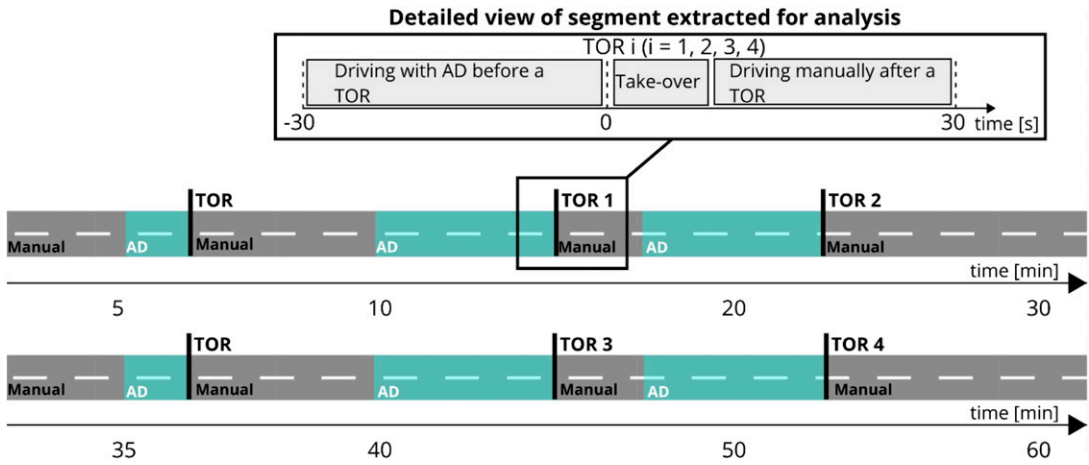 Detailed view of segment extracted for analysis
TOR i (i = 1, 2, 3, 4)
Driving with AD before a
TOR
Take-over
Driving manually after a
TOR
-30
0
30
time [s]
TOR
TOR 1
TOR 2
Manual
AD
Manual
AD
Manual
AD
Manual
time [min]
5
10
20
30
TOR
TOR 3
TOR 4
Manual
AD
Manual
AD
Manual
AD
Manual
time [min]
35
40
50
60